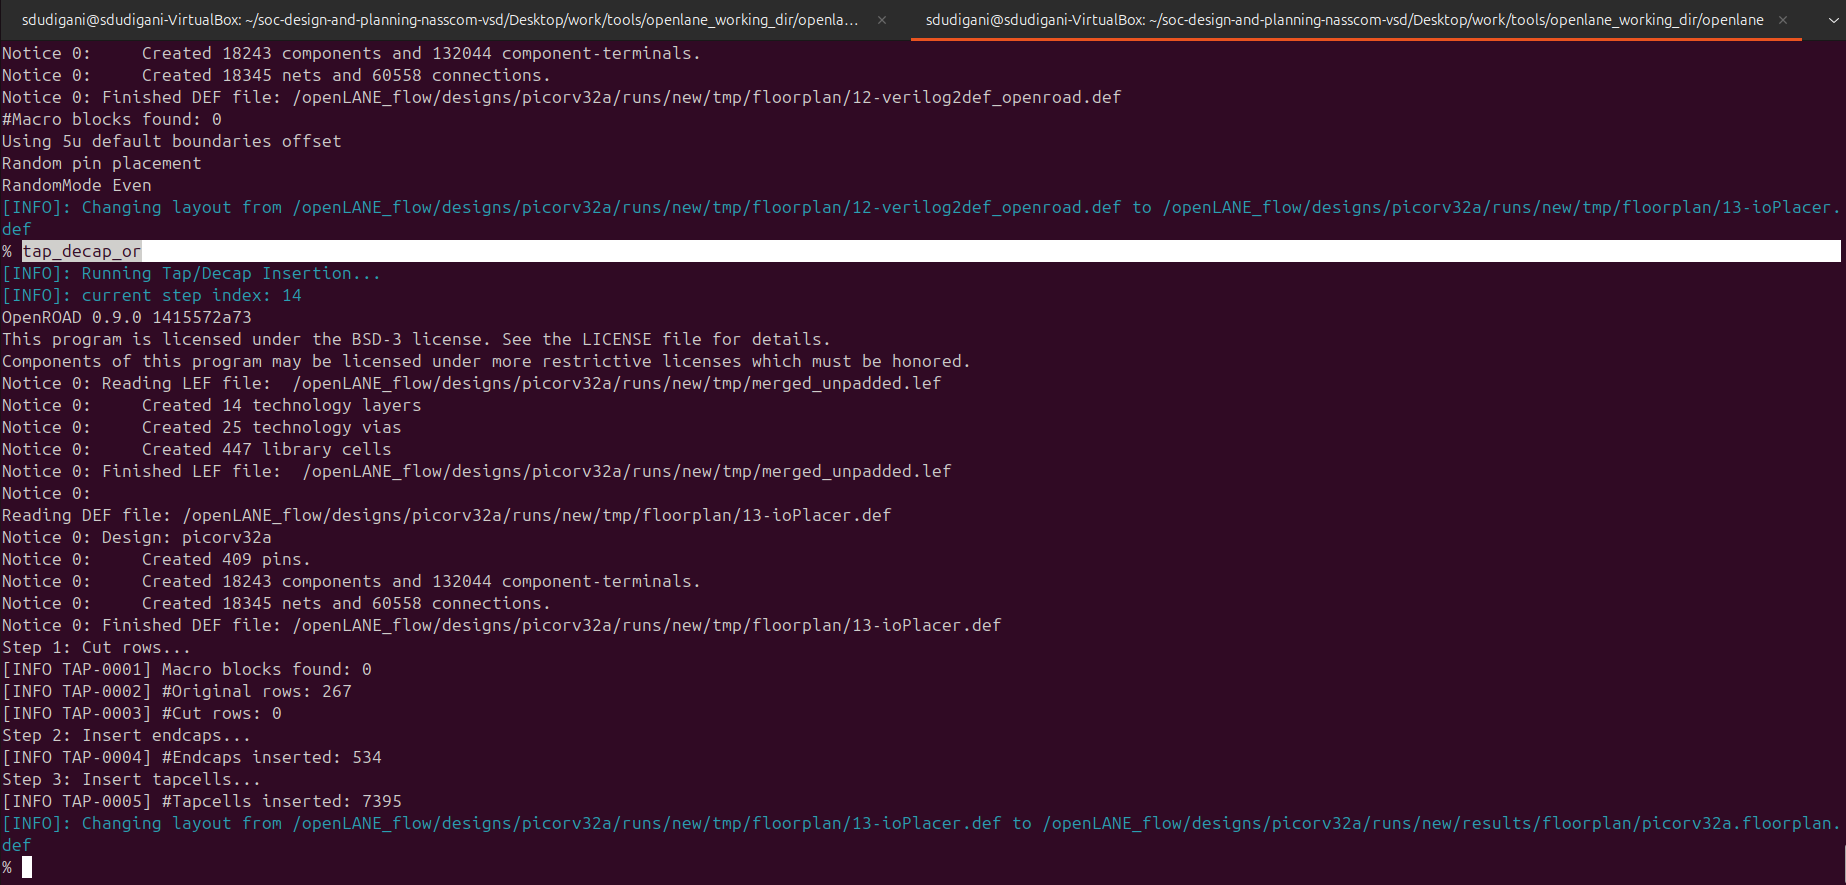 sdudigani@sdudigani-VirtualBox: ~/soc-design-and-planning-nasscom-vsd/Desktop/work/tools/openlane_working_dir/openla...
sdudigani@sdudigani-VirtualBox: ~/soc-design-and-planning-nasscom-vsd/Desktop/work/tools/openlane_working_dir/openlane
Notice 0:     Created 18243 components and 132044 component-terminals.
Notice 0:     Created 18345 nets and 60558 connections.
Notice 0: Finished DEF file: /openLANE_flow/designs/picorv32a/runs/new/tmp/floorplan/12-verilog2def_openroad.def
#Macro blocks found: 0
Using 5u default boundaries offset
Random pin placement
RandomMode Even
[INFO]: Changing layout from /openLANE_flow/designs/picorv32a/runs/new/tmp/floorplan/12-verilog2def_openroad.def to /openLANE_flow/designs/picorv32a/runs/new/tmp/floorplan/13-ioPlacer.
def
% tap_decap_or
[INFO]: Running Tap/Decap Insertion...
[INFO]: current step index: 14
OpenROAD 0.9.0 1415572a73
This program is licensed under the BSD-3 license. See the LICENSE file for details.
Components of this program may be licensed under more restrictive licenses which must be honored.
Notice 0: Reading LEF file:  /openLANE_flow/designs/picorv32a/runs/new/tmp/merged_unpadded.lef
Notice 0:     Created 14 technology layers
Notice 0:     Created 25 technology vias
Notice 0:     Created 447 library cells
Notice 0: Finished LEF file:  /openLANE_flow/designs/picorv32a/runs/new/tmp/merged_unpadded.lef
Notice 0:
Reading DEF file: /openLANE_flow/designs/picorv32a/runs/new/tmp/floorplan/13-ioPlacer.def
Notice 0: Design: picorv32a
Notice 0:     Created 409 pins.
Notice 0:     Created 18243 components and 132044 component-terminals.
Notice 0:     Created 18345 nets and 60558 connections.
Notice 0: Finished DEF file: /openLANE_flow/designs/picorv32a/runs/new/tmp/floorplan/13-ioPlacer.def
Step 1: Cut rows...
[INFO TAP-0001] Macro blocks found: 0
[INFO TAP-0002] #Original rows: 267
[INFO TAP-0003] #Cut rows: 0
Step 2: Insert endcaps...
[INFO TAP-0004] #Endcaps inserted: 534
Step 3: Insert tapcells...
[INFO TAP-0005] #Tapcells inserted: 7395
[INFO]: Changing layout from /openLANE_flow/designs/picorv32a/runs/new/tmp/floorplan/13-ioPlacer.def to /openLANE_flow/designs/picorv32a/runs/new/results/floorplan/picorv32a.floorplan.
def
%